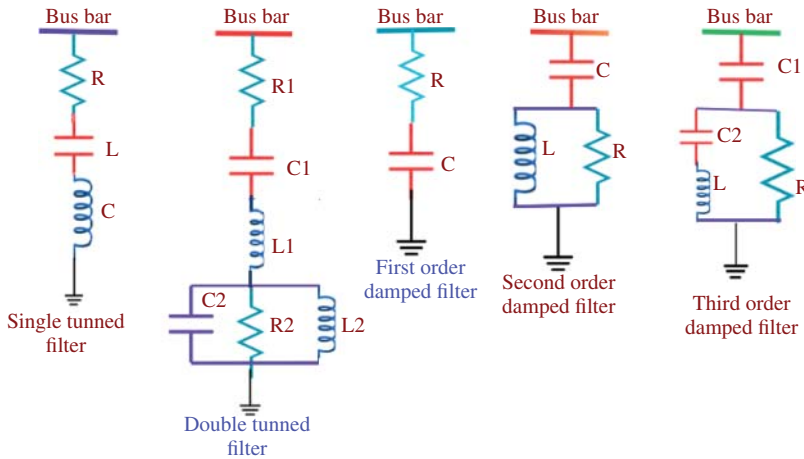 Bus bar
R
L
C
Single tunned
filter
Bus bar
R1
C1
L1
C2
R2
L2
Double tunned
filter
Bus bar
R
C
First order
damped filter
Bus bar
C
L
R
Second order
damped filter
Bus bar
C1
C2
L
R
Third order
damped filter